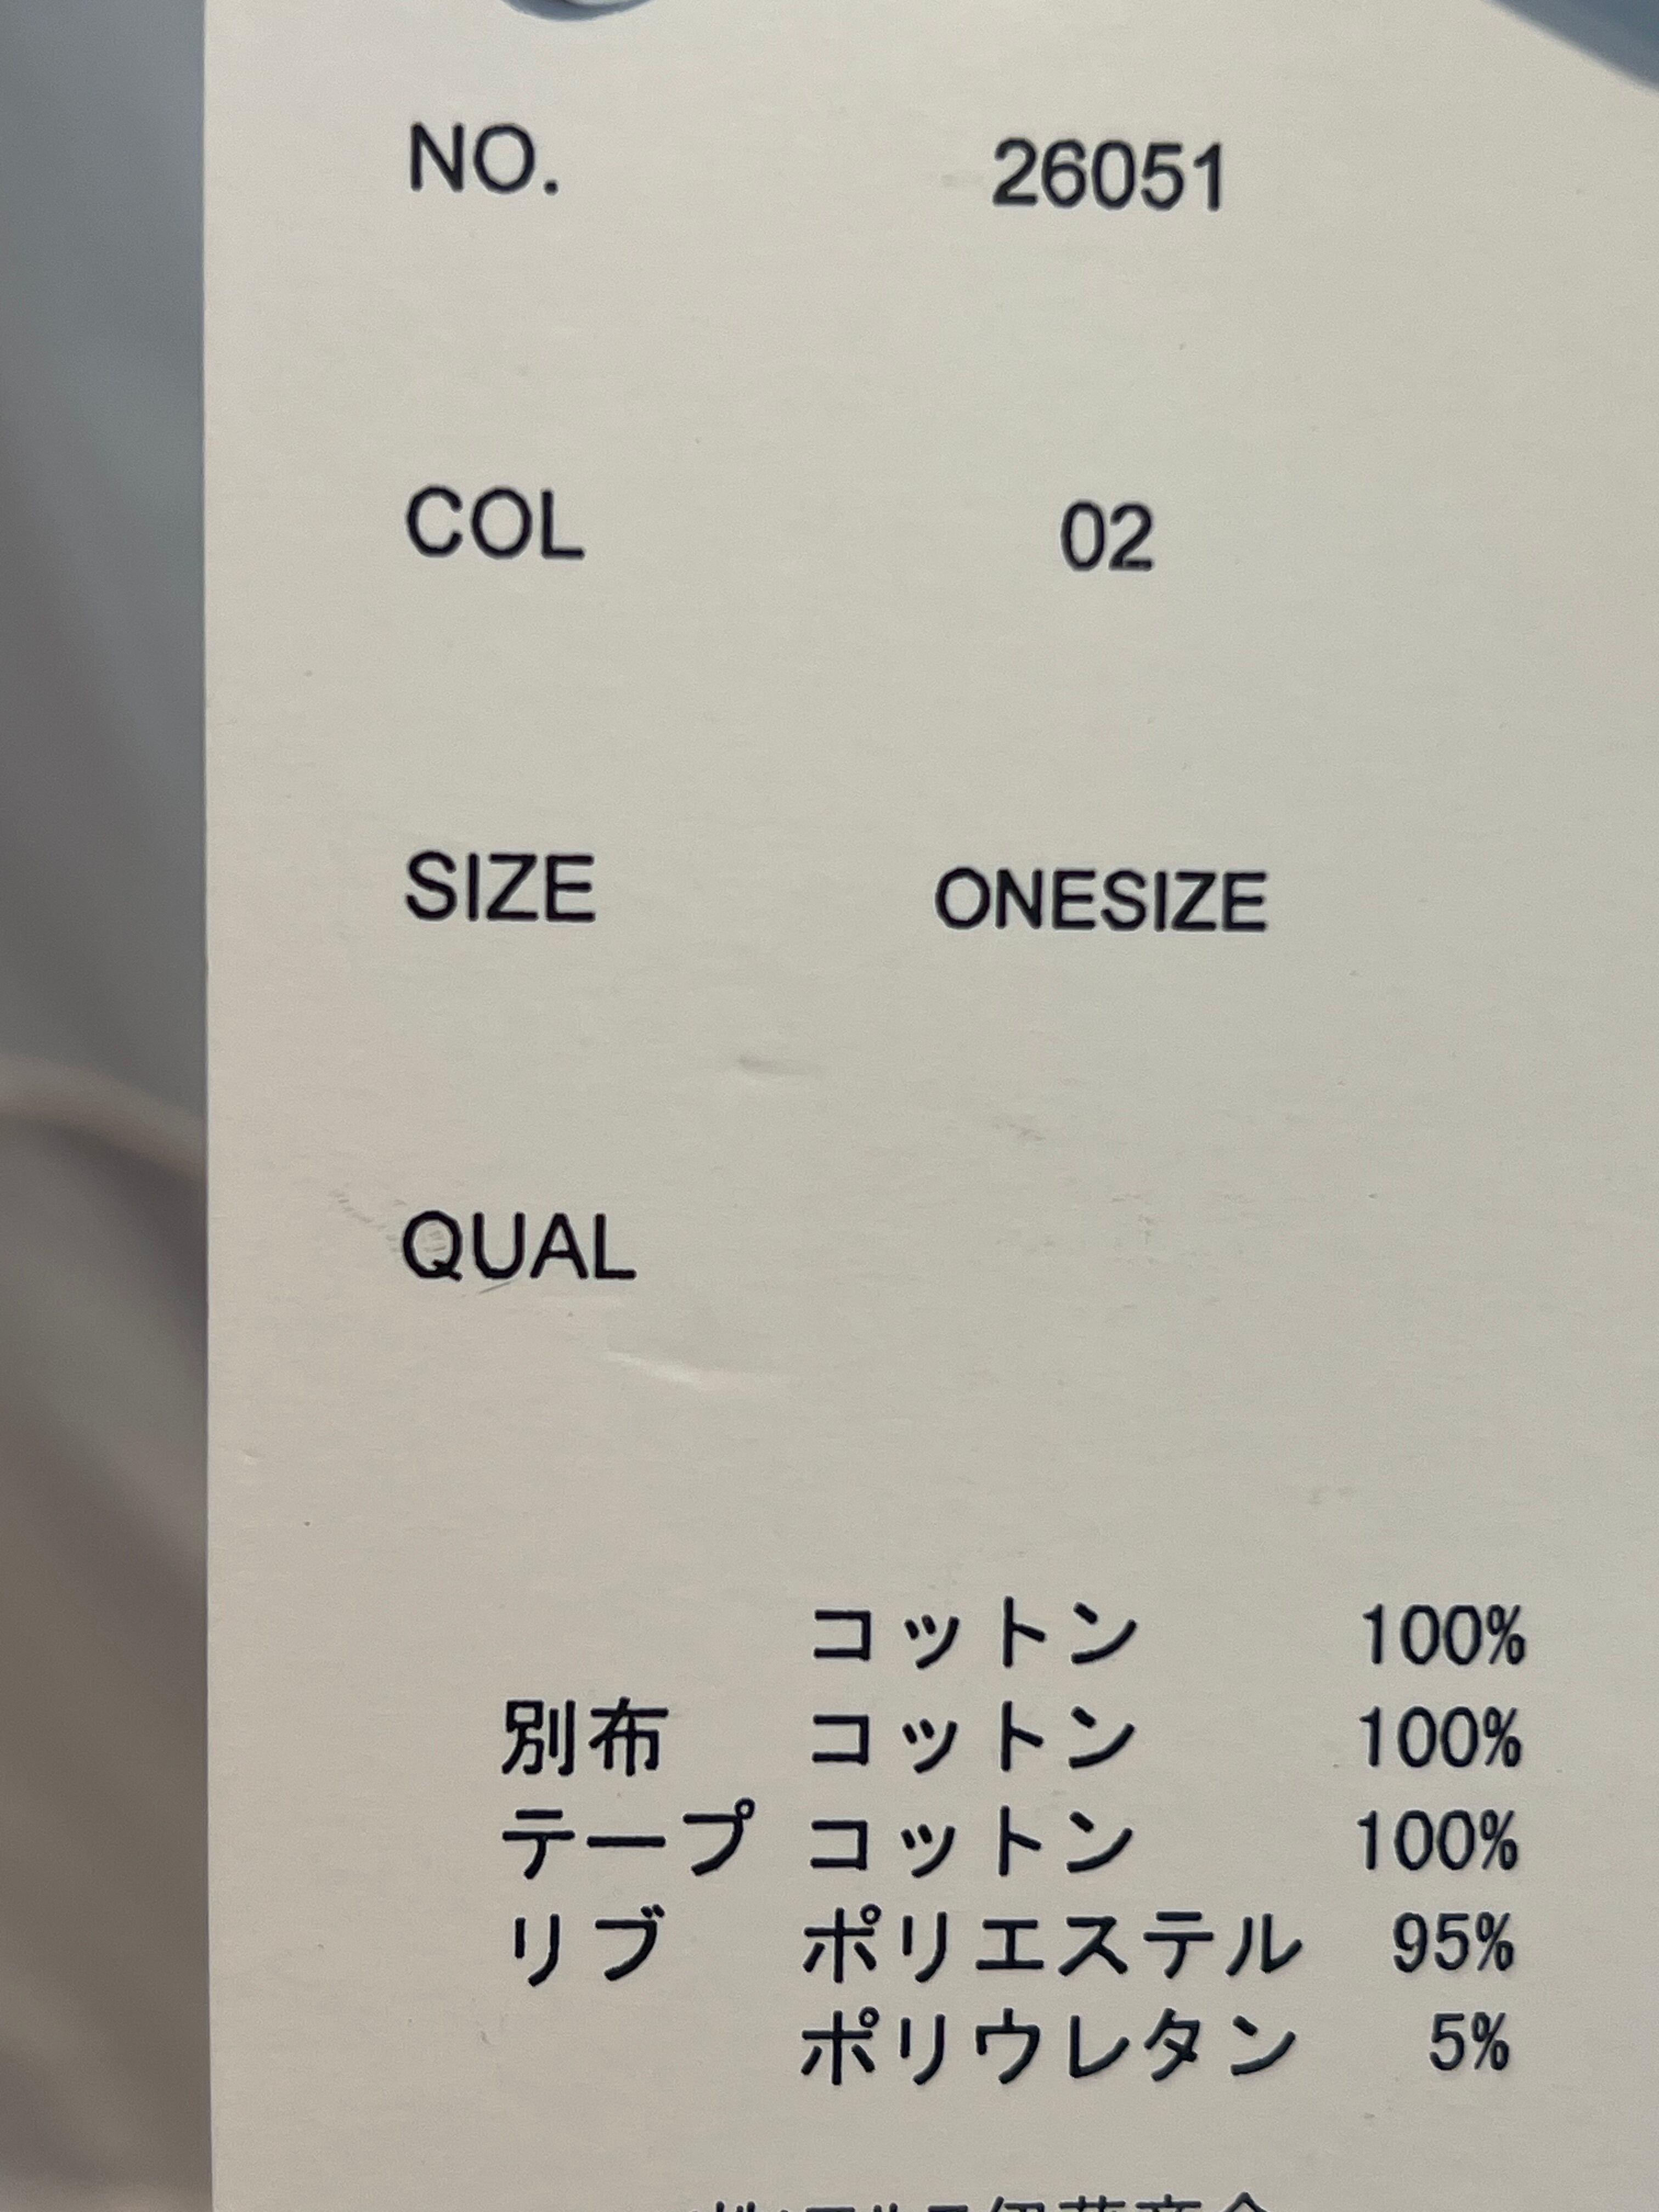 NO. 26051
COL 02
SIZE ONESIZE
QUAL
コットン 100%
別布 コットン 100%
テープ コットン 100%
リブ ポリエステル 95%
ポリウレタン 5%